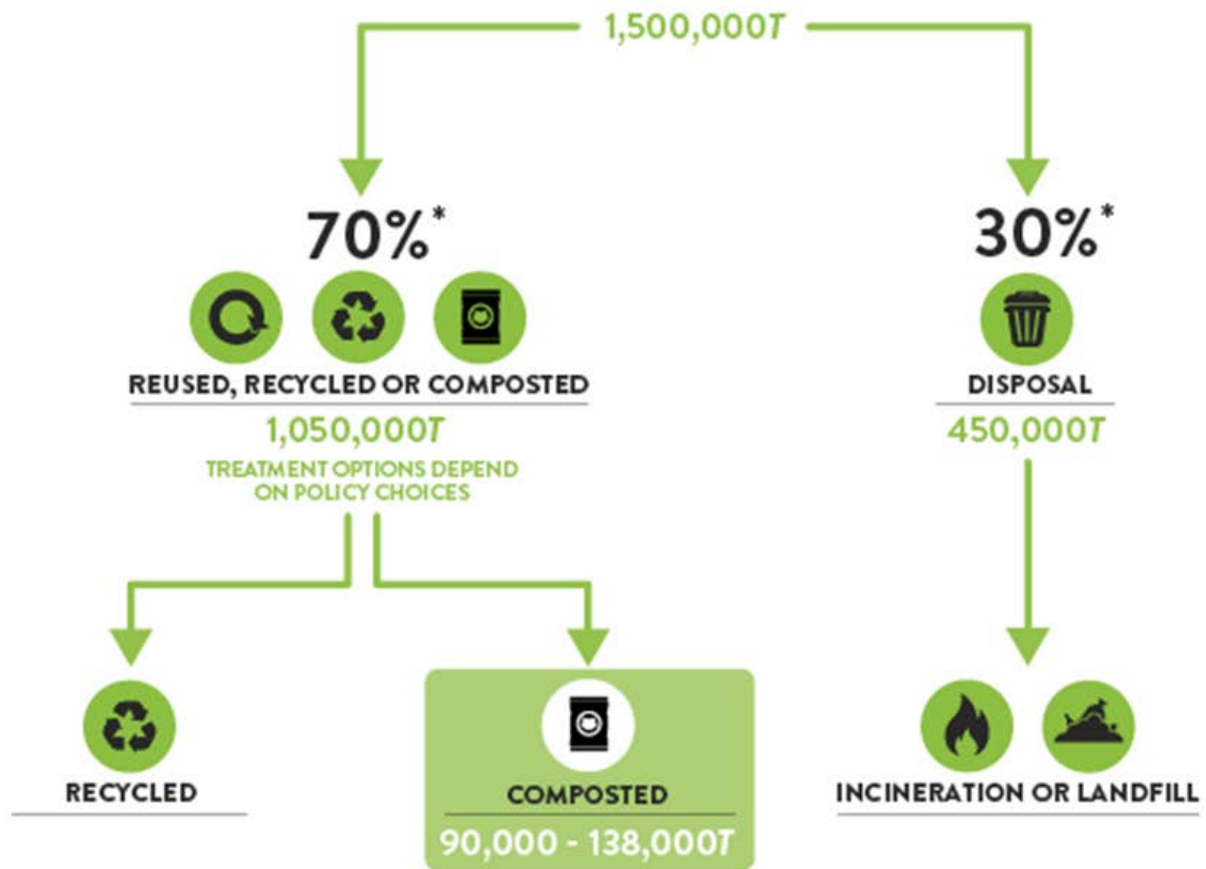 1,500,000T
70%*
30%*
REUSED, RECYCLED OR COMPOSTED
DISPOSAL
1,050,000T
450,000T
TREATMENT OPTIONS DEPEND
ON POLICY CHOICES
RECYCLED
COMPOSTED
INCINERATION OR LANDFILL
90,000 - 138,000T